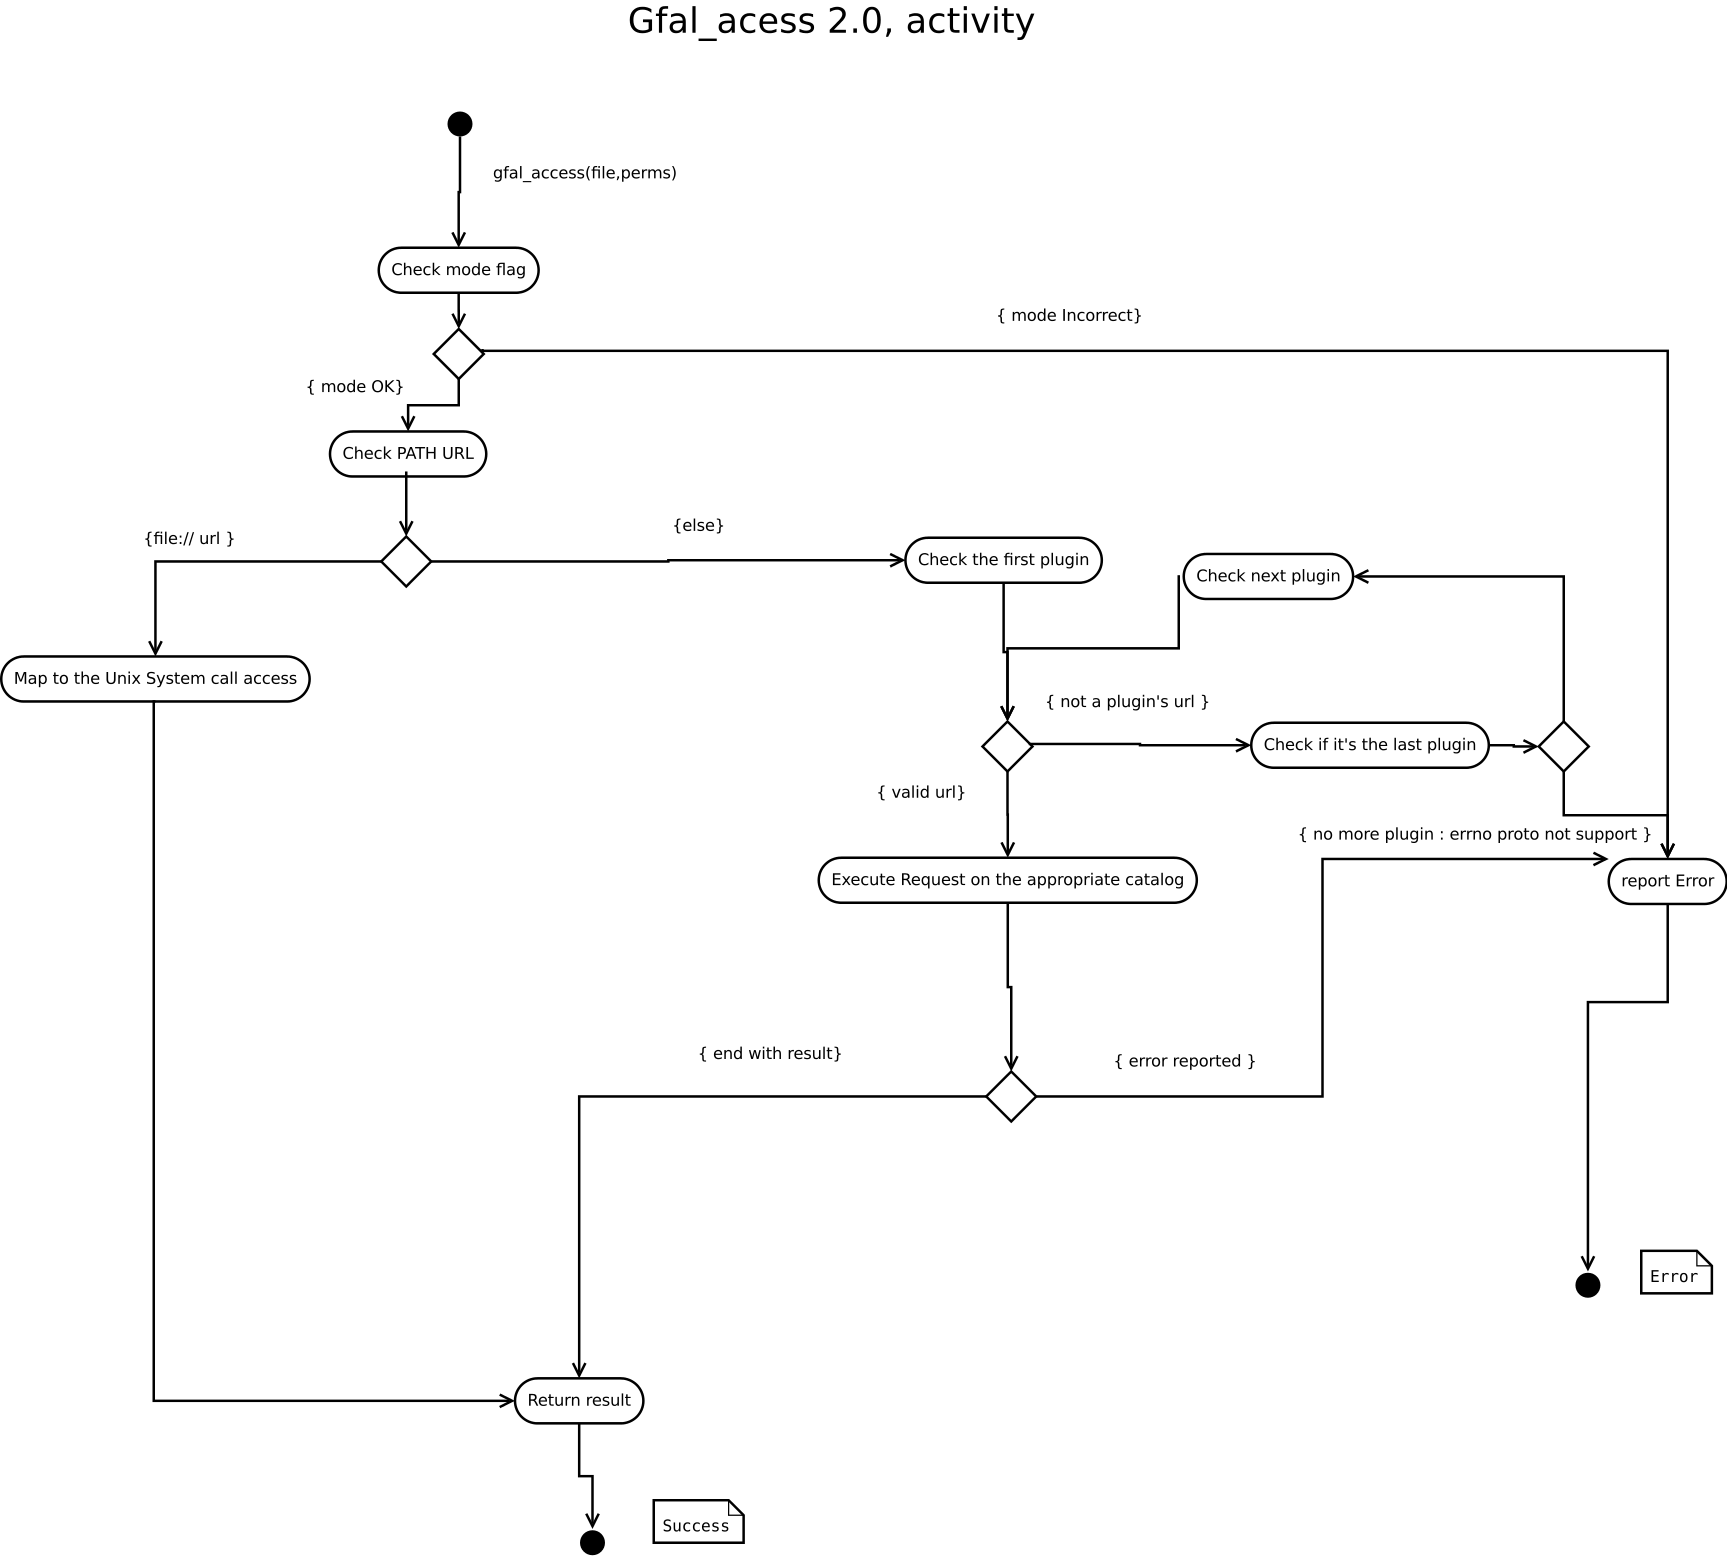 Gfal_acess 2.0, activity
gfal_access(file,perms)
Check mode flag
{ mode Incorrect}
{ mode OK}
Check PATH URL
{file:// url }
{else}
Check the first plugin
Check next plugin
Map to the Unix System call access
{ not a plugin's url }
Check if it's the last plugin
{ valid url}
{ no more plugin : errno proto not support }
Execute Request on the appropriate catalog
report Error
{ end with result}
{ error reported }
Error
Return result
Success